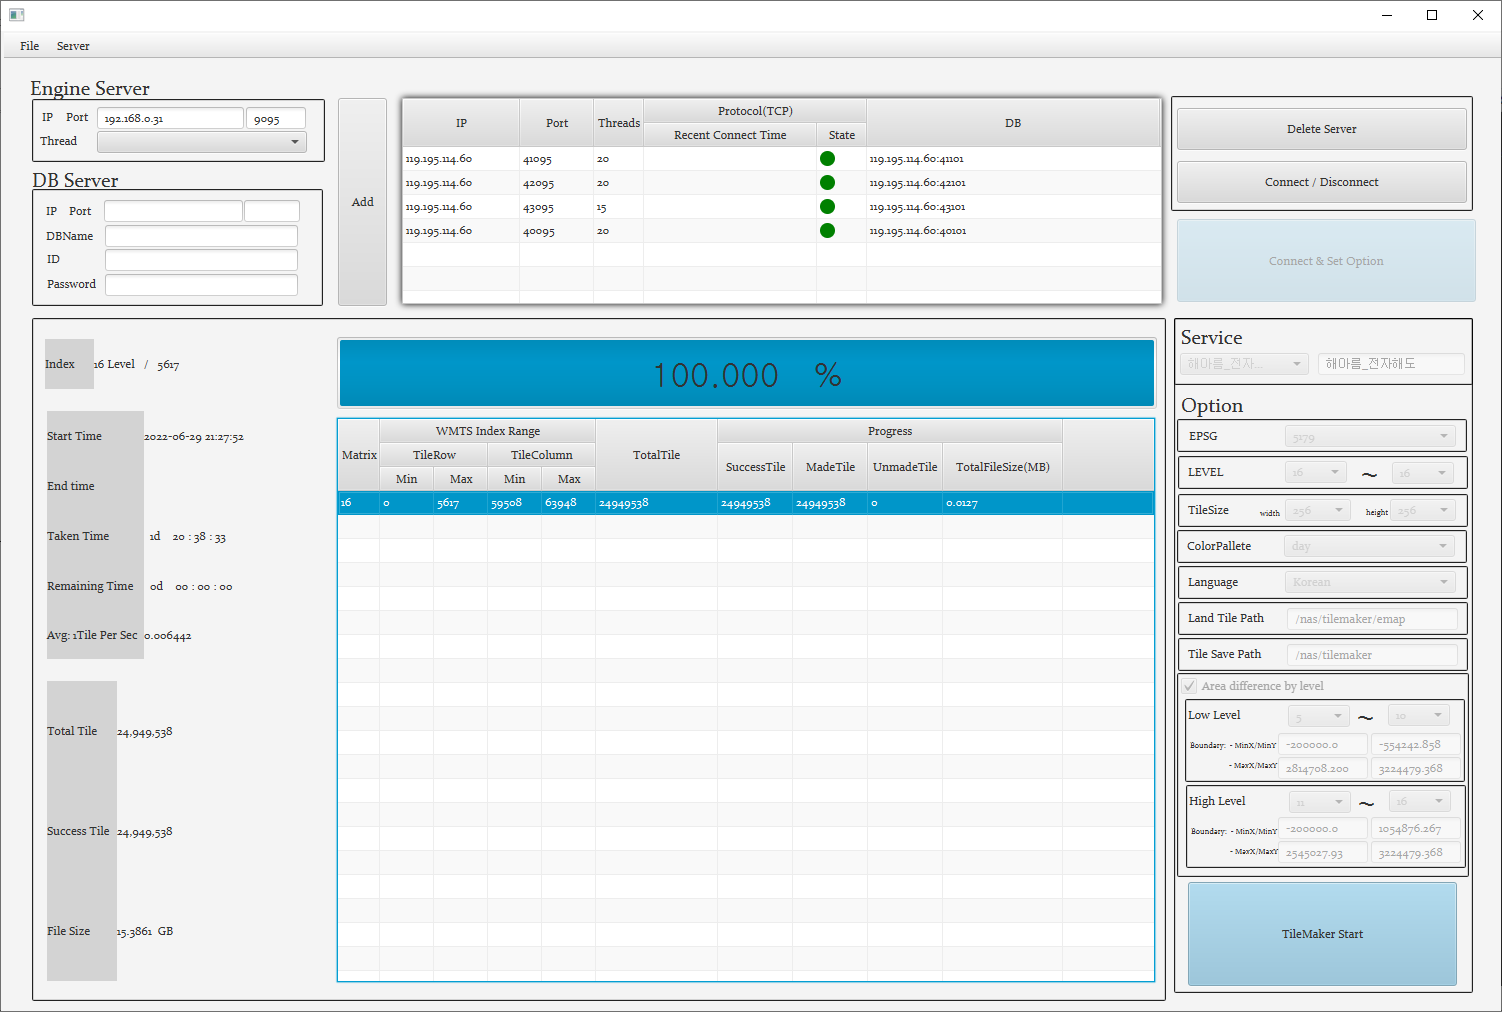 File Server
Engine Server
IP Port 192.168.0.31 9095
Thread
DB Server
IP Port
DBName
ID
Password
Add
IP Port Threads Protocol(TCP) DB
Recent Connect Time State
119.195.114.60 41095 20 119.195.114.60:41101
119.195.114.60 42095 20 119.195.114.60:42101
119.195.114.60 43095 15 119.195.114.60:43101
119.195.114.60 40095 20 119.195.114.60:40101
Delete Server
Connect / Disconnect
Connect & Set Option
Index 16 Level / 5617
Start Time 2022-06-29 21:27:52
End time
Taken Time 1d 20 : 38 : 33
Remaining Time 0d 00 : 00 : 00
Avg: 1Tile Per Sec 0.006442
Total Tile 24,949,538
Success Tile 24,949,538
File Size 15.3861 GB
100.000 %
Matrix WMTS Index Range TotalTile Progress
TileRow TileColumn SuccessTile MadeTile UnmadeTile TotalFileSize(MB)
Min Max Min Max
16 0 5617 59508 63948 24949538 24949538 24949538 0 0.0127
Service
해아름_전자... 해아름_전자해도
Option
EPSG 5179
LEVEL 16 ~ 16
TileSize width 256 height 256
ColorPallete day
Language Korean
Land Tile Path /nas/tilemaker/emap
Tile Save Path /nas/tilemaker
Area difference by level
Low Level 5 ~ 10
Boundary: - MinX/MinY -200000.0 -554242.858
- MaxX/MaxY 2814708.200 3224479.368
High Level 11 ~ 16
Boundary: - MinX/MinY -200000.0 1054876.267
- MaxX/MaxY 2545027.93 3224479.368
TileMaker Start